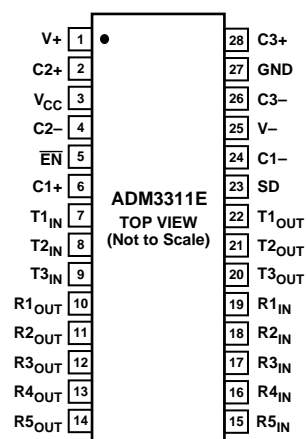 V+ 1 28 C3+
C2+ 2 27 GND
VCC 3 26 C3–
C2– 4 25 V–
E̅N̅ 5 24 C1–
C1+ 6 23 SD
ADM3311E
TOP VIEW
(Not to Scale)
T1IN 7 22 T1OUT
T2IN 8 21 T2OUT
T3IN 9 20 T3OUT
R1OUT 10 19 R1IN
R2OUT 11 18 R2IN
R3OUT 12 17 R3IN
R4OUT 13 16 R4IN
R5OUT 14 15 R5IN